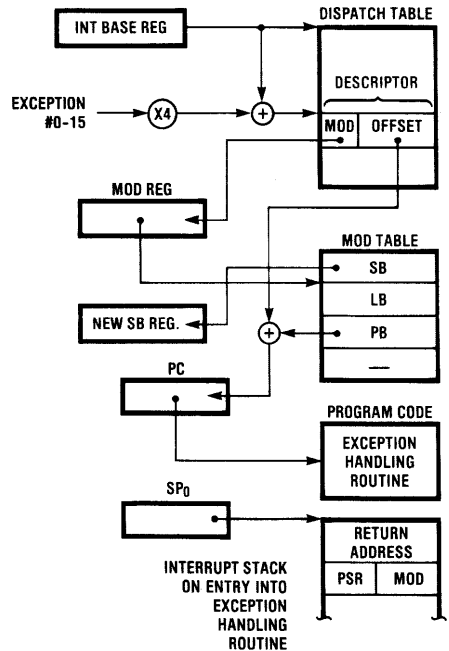 DISPATCH TABLE
INT BASE REG
DESCRIPTOR
EXCEPTION
#0-15
X4
+
MOD
OFFSET
MOD REG
MOD TABLE
SB
LB
NEW SB REG.
+
PB
PC
PROGRAM CODE
EXCEPTION
HANDLING
ROUTINE
SP0
RETURN
ADDRESS
PSR
MOD
INTERRUPT STACK
ON ENTRY INTO
EXCEPTION
HANDLING
ROUTINE